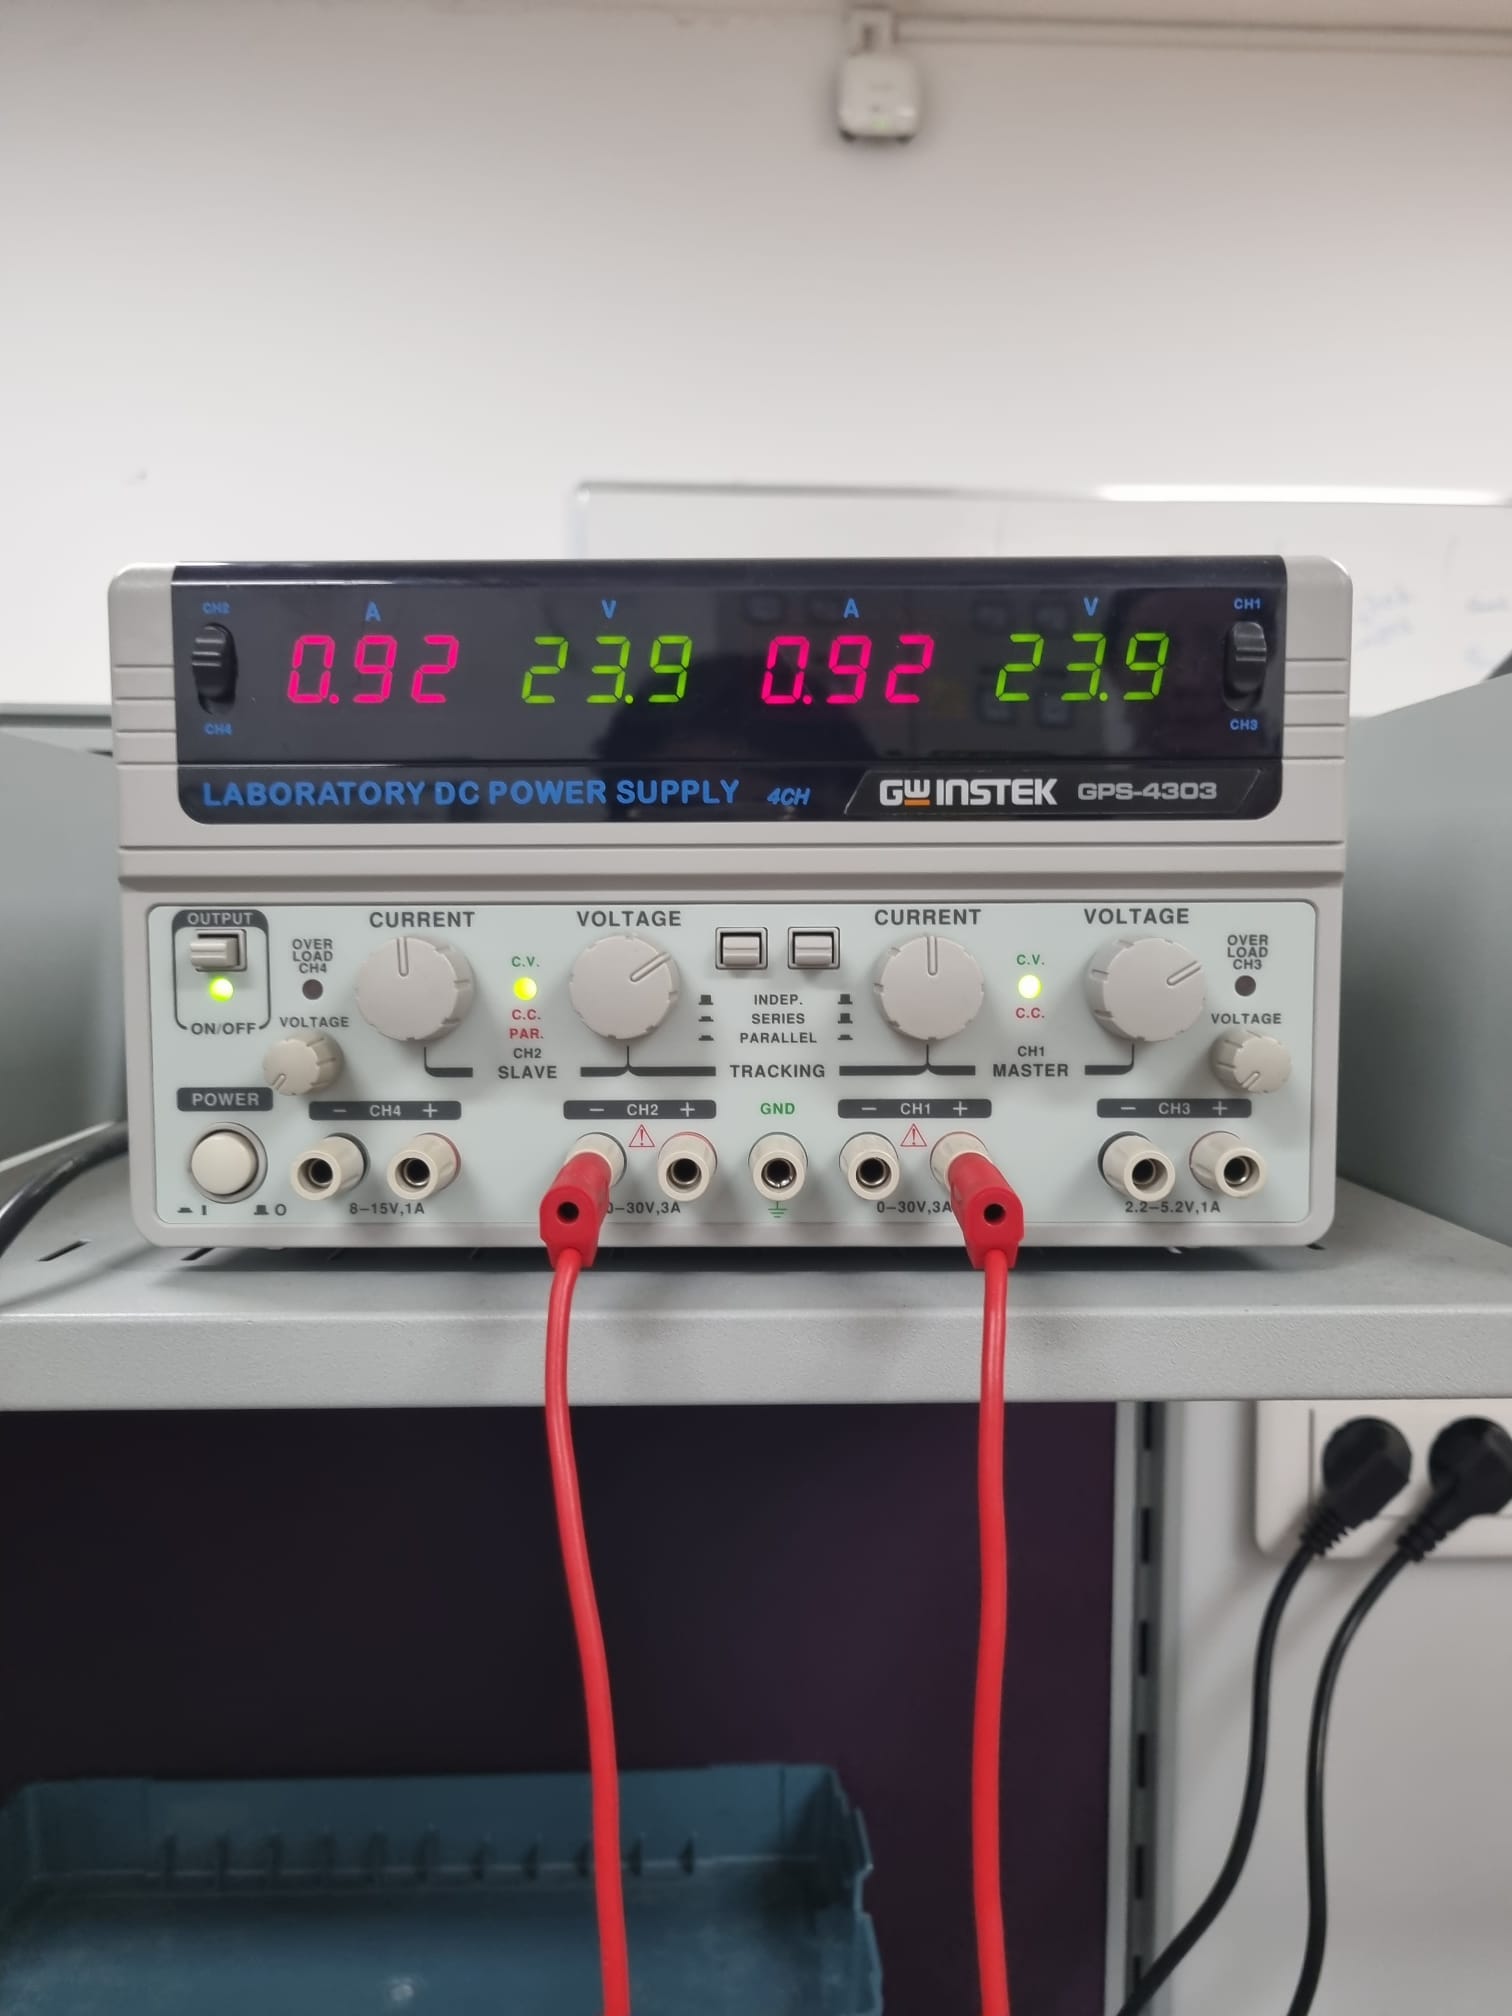 CH2 A V A V CH1
0.92 23.9 0.92 23.9
CH4 CH3
LABORATORY DC POWER SUPPLY 4CH GW INSTEK GPS-4303
OUTPUT
ON/OFF
OVER
LOAD
CH4
CURRENT
VOLTAGE
CURRENT
VOLTAGE
OVER
LOAD
CH3
VOLTAGE
C.V.
C.C.
PAR.
CH2
SLAVE
INDEP.
SERIES
PARALLEL
TRACKING
C.V.
C.C.
CH1
MASTER
VOLTAGE
POWER
I O
− CH4 +
− CH2 +
GND
− CH1 +
− CH3 +
8–15V,1A
0–30V,3A
0–30V,3A
2.2–5.2V,1A